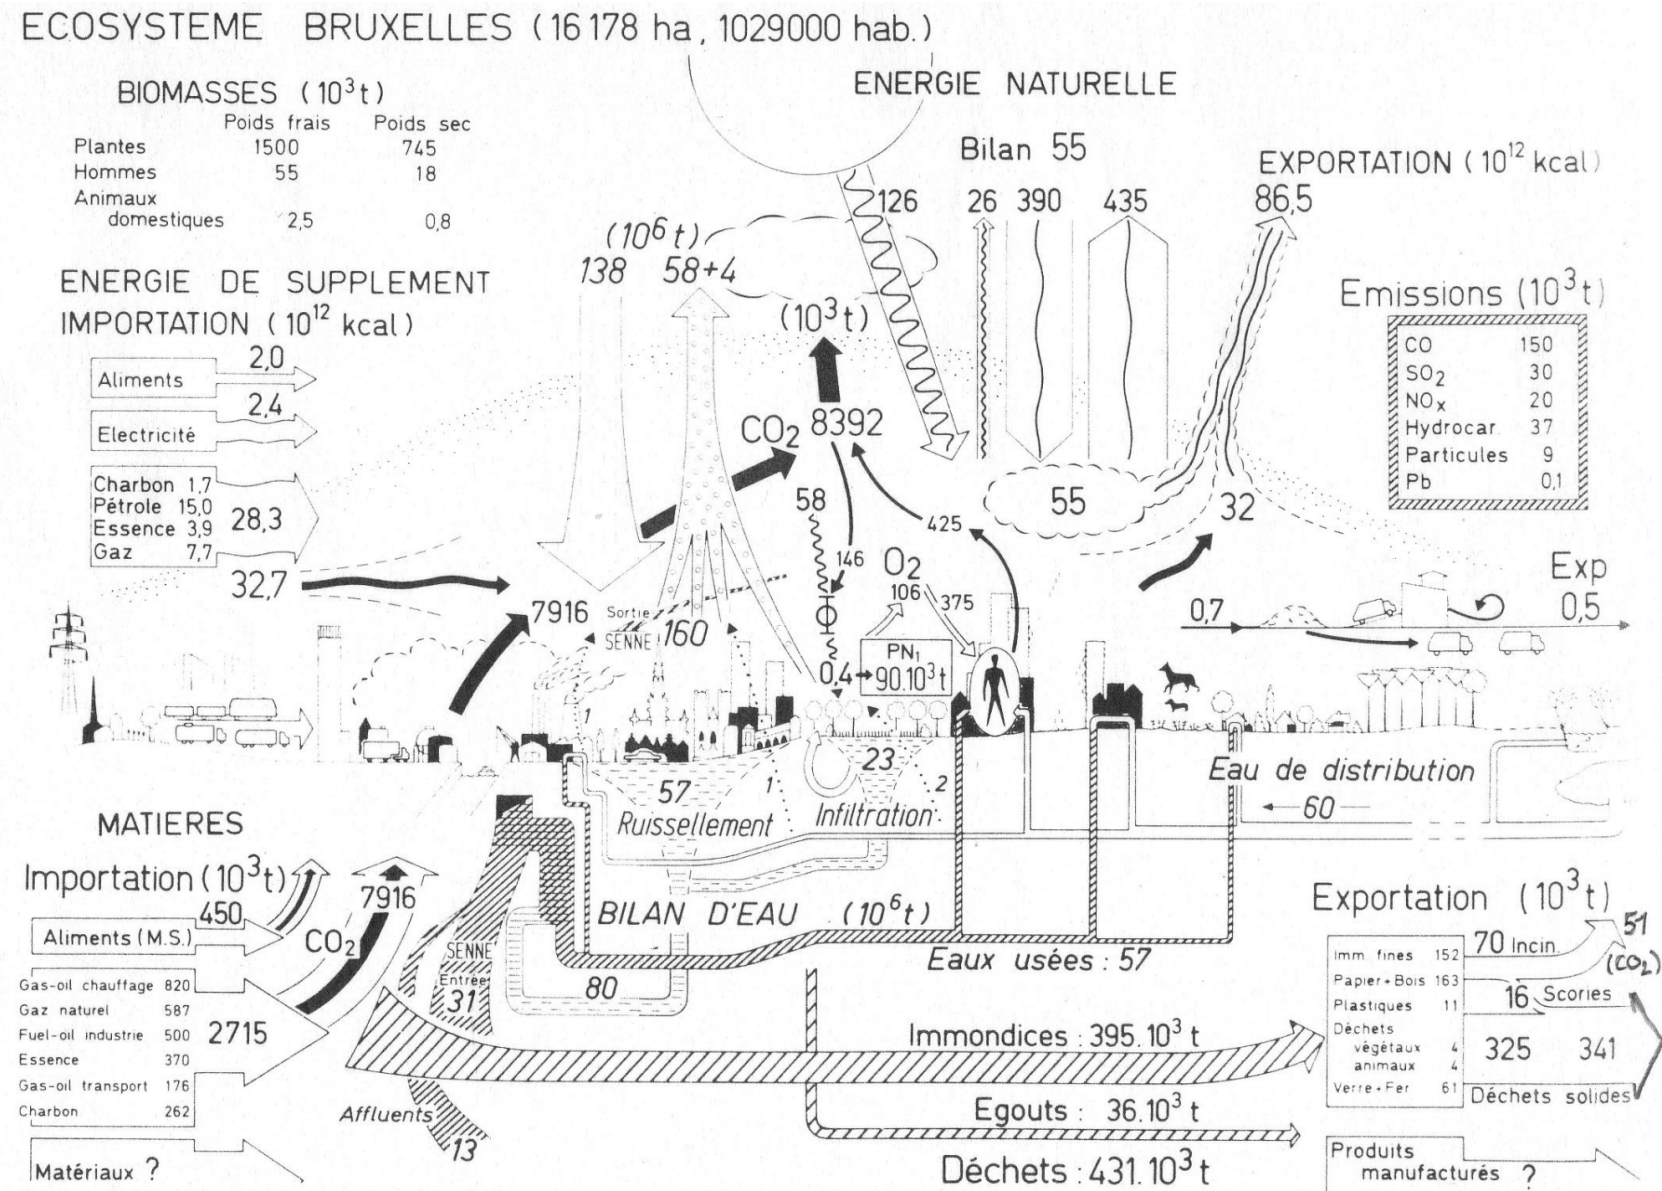 ECOSYSTEME BRUXELLES (16178 ha, 1029000 hab.)
BIOMASSES (10³t)
Poids frais Poids sec
Plantes 1500 745
Hommes 55 18
Animaux
domestiques 2,5 0,8
ENERGIE NATURELLE
Bilan 55
126 26 390 435
EXPORTATION (10¹² kcal)
86,5
(10⁶t)
138 58+4
ENERGIE DE SUPPLEMENT
IMPORTATION (10¹² kcal)
Aliments 2,0
Electricité 2,4
Charbon 1,7
Pétrole 15,0
Essence 3,9
Gaz 7,7
28,3
32,7
(10³t)
CO₂ 8392
58
146
425
O₂
106
375
55
32
Emissions (10³t)
CO 150
SO₂ 30
NOₓ 20
Hydrocar. 37
Particules 9
Pb 0,1
Exp
0,5
0,7
7916
Sortie
SENNE
160
PN₁
0,4 90.10³t
1
57
Ruissellement
1
23
Infiltration
2
Eau de distribution
60
MATIERES
Importation (10³t)
450
Aliments (M.S.)
CO₂
7916
Gas-oil chauffage 820
Gaz naturel 587
Fuel-oil industrie 500
Essence 370
Gas-oil transport 176
Charbon 262
2715
Matériaux ?
SENNE
Entrée
31
Affluents
13
80
BILAN D'EAU (10⁶t)
Eaux usées : 57
Immondices : 395.10³ t
Egouts : 36.10³ t
Déchets : 431.10³ t
Exportation (10³t)
Imm. fines 152
Papier+Bois 163
Plastiques 11
Déchets
végétaux 4
animaux 4
Verre+Fer 61
70 Incin.
51
(CO₂)
16 Scories
325 341
Déchets solides
Produits
manufacturés ?